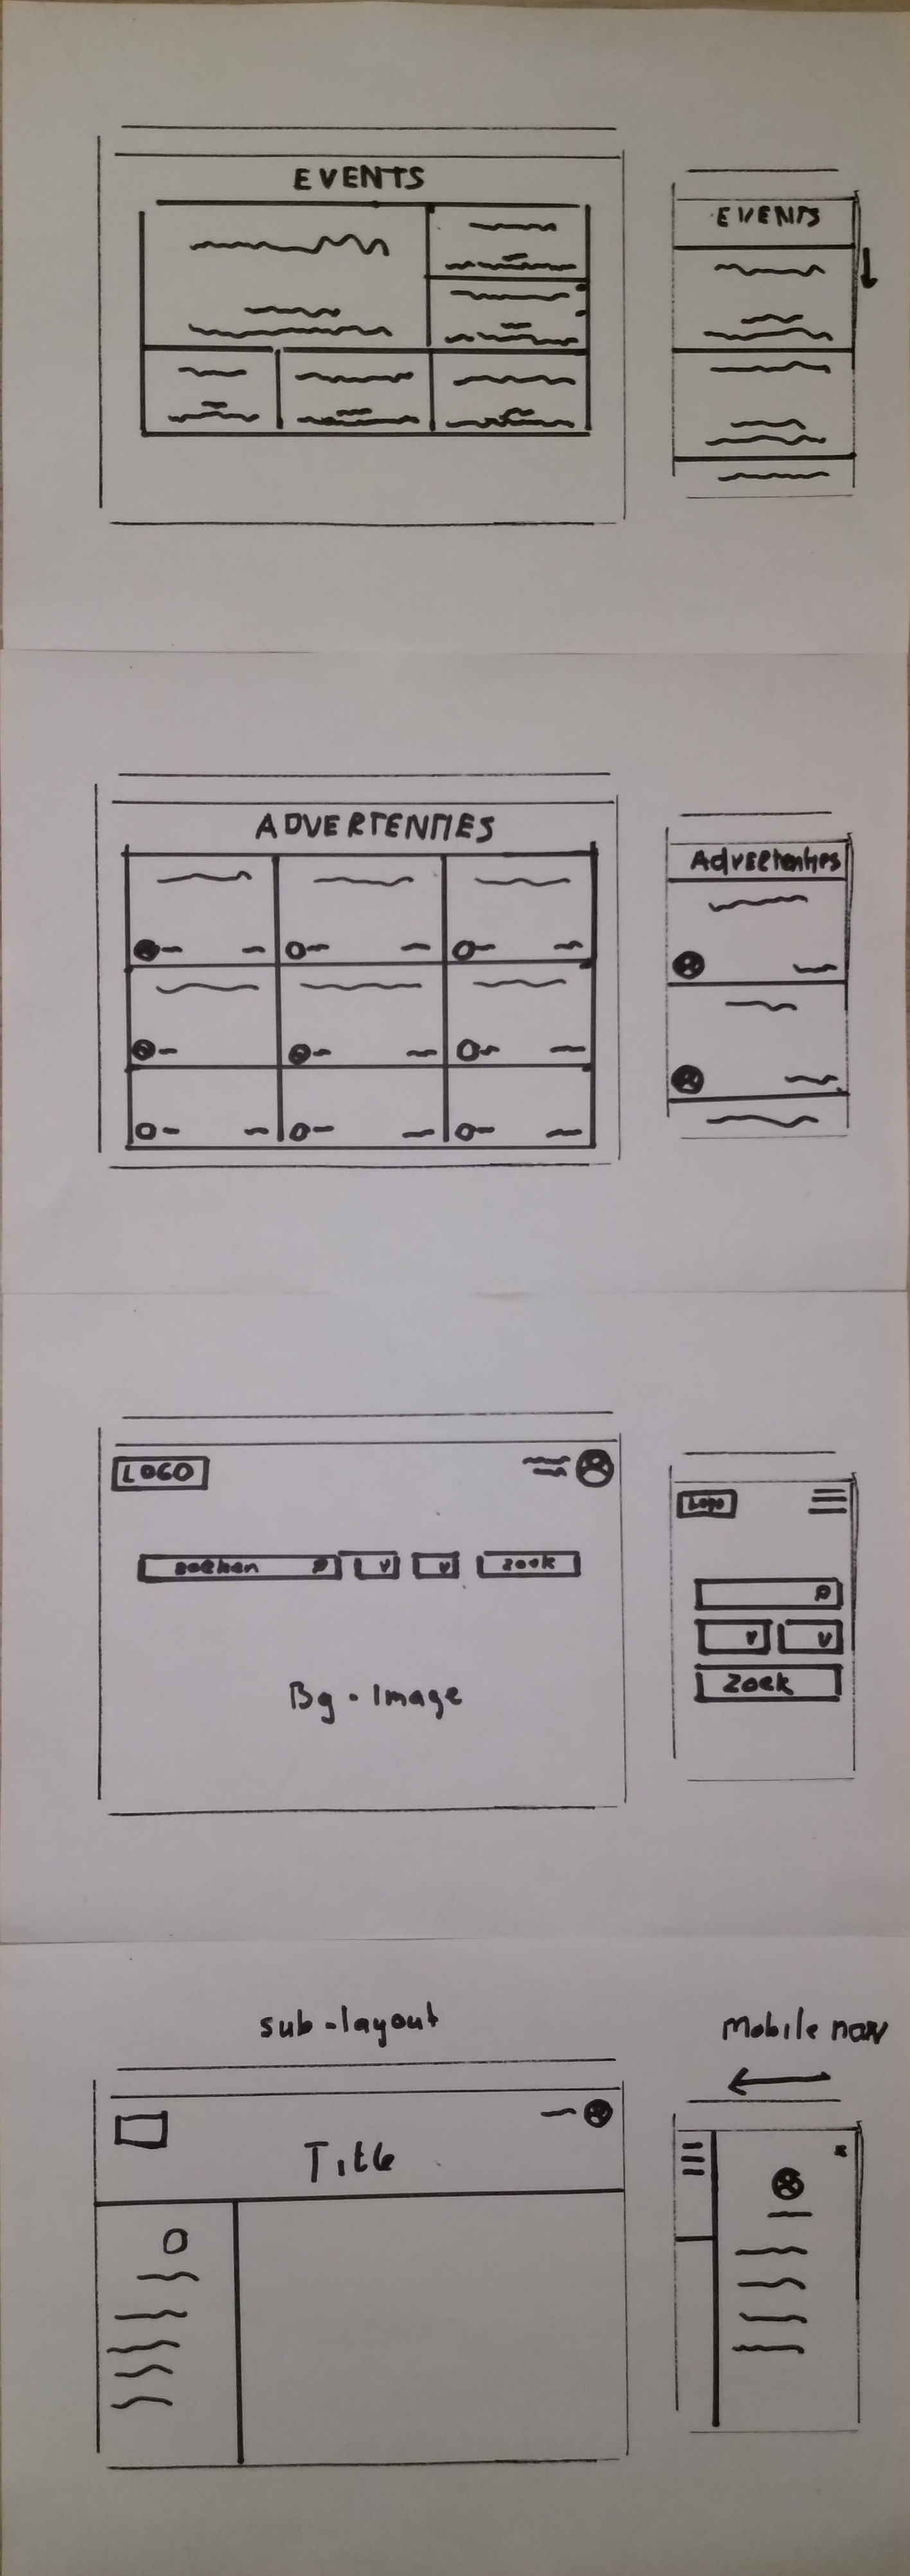 EVENTS
EVENTS
ADVERTENTIES
Advertenties
LOGO
zoeken
zoek
Bg-Image
Logo
Zoek
sub-layout
Mobile nav
Title